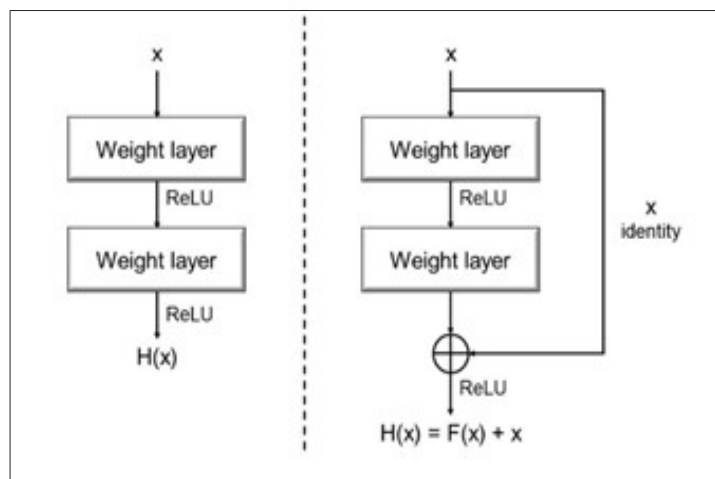 x
Weight layer
ReLU
Weight layer
ReLU
H(x)
x
Weight layer
ReLU
Weight layer
x
identity
ReLU
H(x) = F(x) + x